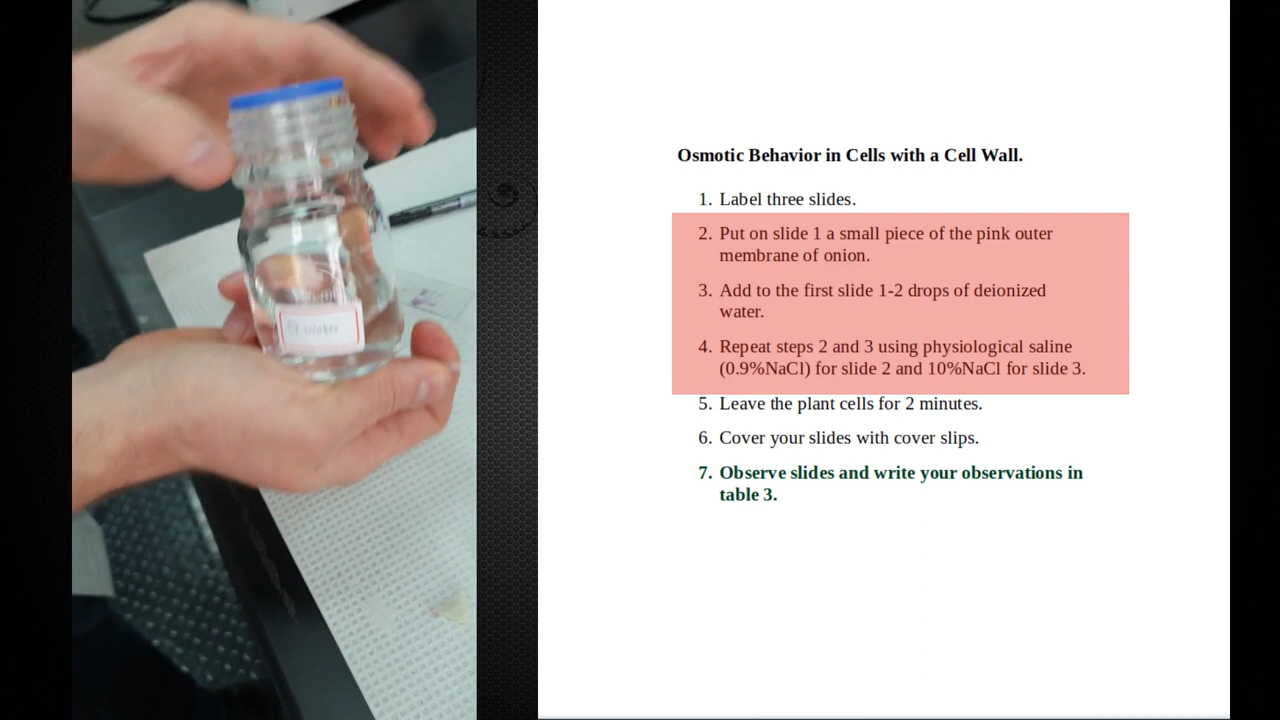 Osmotic Behavior in Cells with a Cell Wall.
1. Label three slides.
2. Put on slide 1 a small piece of the pink outer
membrane of onion.
3. Add to the first slide 1-2 drops of deionized
water.
4. Repeat steps 2 and 3 using physiological saline
(0.9%NaCl) for slide 2 and 10%NaCl for slide 3.
5. Leave the plant cells for 2 minutes.
6. Cover your slides with cover slips.
7. Observe slides and write your observations in
table 3.